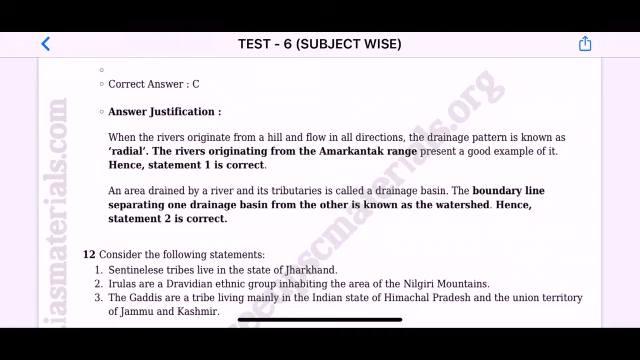 TEST - 6 (SUBJECT WISE)
Correct Answer : C
Answer Justification :
When the rivers originate from a hill and flow in all directions, the drainage pattern is known as
‘radial’. The rivers originating from the Amarkantak range present a good example of it.
Hence, statement 1 is correct.
An area drained by a river and its tributaries is called a drainage basin. The boundary line
separating one drainage basin from the other is known as the watershed. Hence,
statement 2 is correct.
12 Consider the following statements:
1. Sentinelese tribes live in the state of Jharkhand.
2. Irulas are a Dravidian ethnic group inhabiting the area of the Nilgiri Mountains.
3. The Gaddis are a tribe living mainly in the Indian state of Himachal Pradesh and the union territory
of Jammu and Kashmir.